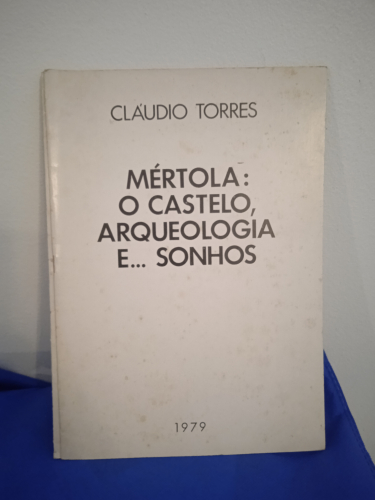 CLÁUDIO TORRES
MÉRTOLA:
O CASTELO,
ARQUEOLOGIA
E... SONHOS
1979